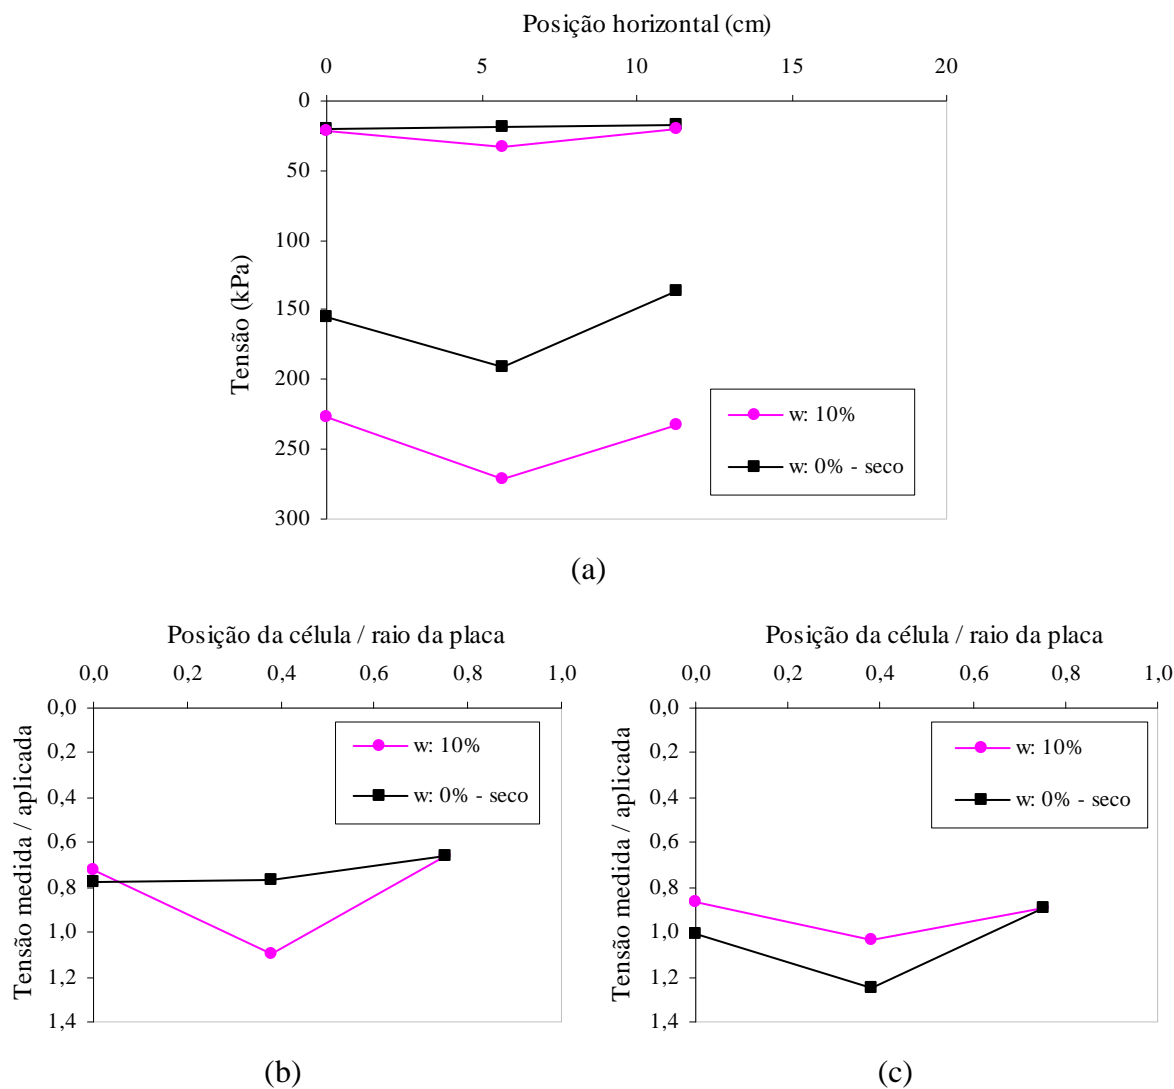 Posição horizontal (cm)
0 5 10 15 20
0
50
100
150
200
250
300
Tensão (kPa)
w: 10%
w: 0% - seco
(a)
Posição da célula / raio da placa
0,0 0,2 0,4 0,6 0,8 1,0
0,0
0,2
0,4
0,6
0,8
1,0
1,2
1,4
Tensão medida / aplicada
w: 10%
w: 0% - seco
(b)
Posição da célula / raio da placa
0,0 0,2 0,4 0,6 0,8 1,0
0,0
0,2
0,4
0,6
0,8
1,0
1,2
1,4
Tensão medida / aplicada
w: 10%
w: 0% - seco
(c)